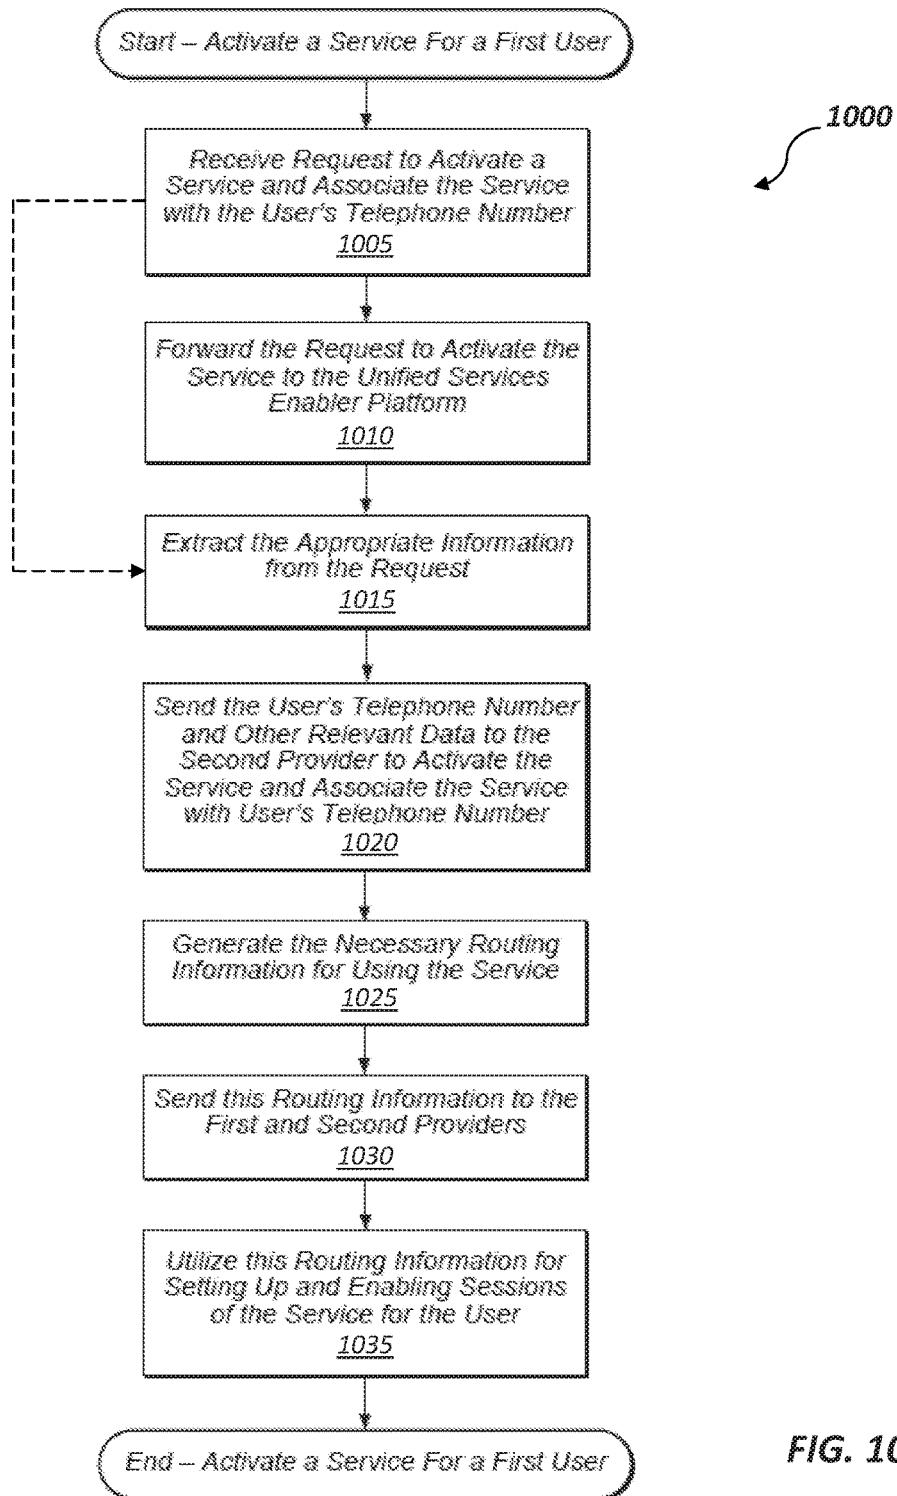 Start – Activate a Service For a First User
1000
Receive Request to Activate a
Service and Associate the Service
with the User's Telephone Number
1005
Forward the Request to Activate the
Service to the Unified Services
Enabler Platform
1010
Extract the Appropriate Information
from the Request
1015
Send the User's Telephone Number
and Other Relevant Data to the
Second Provider to Activate the
Service and Associate the Service
with User's Telephone Number
1020
Generate the Necessary Routing
Information for Using the Service
1025
Send this Routing Information to the
First and Second Providers
1030
Utilize this Routing Information for
Setting Up and Enabling Sessions
of the Service for the User
1035
End – Activate a Service For a First User
FIG. 10